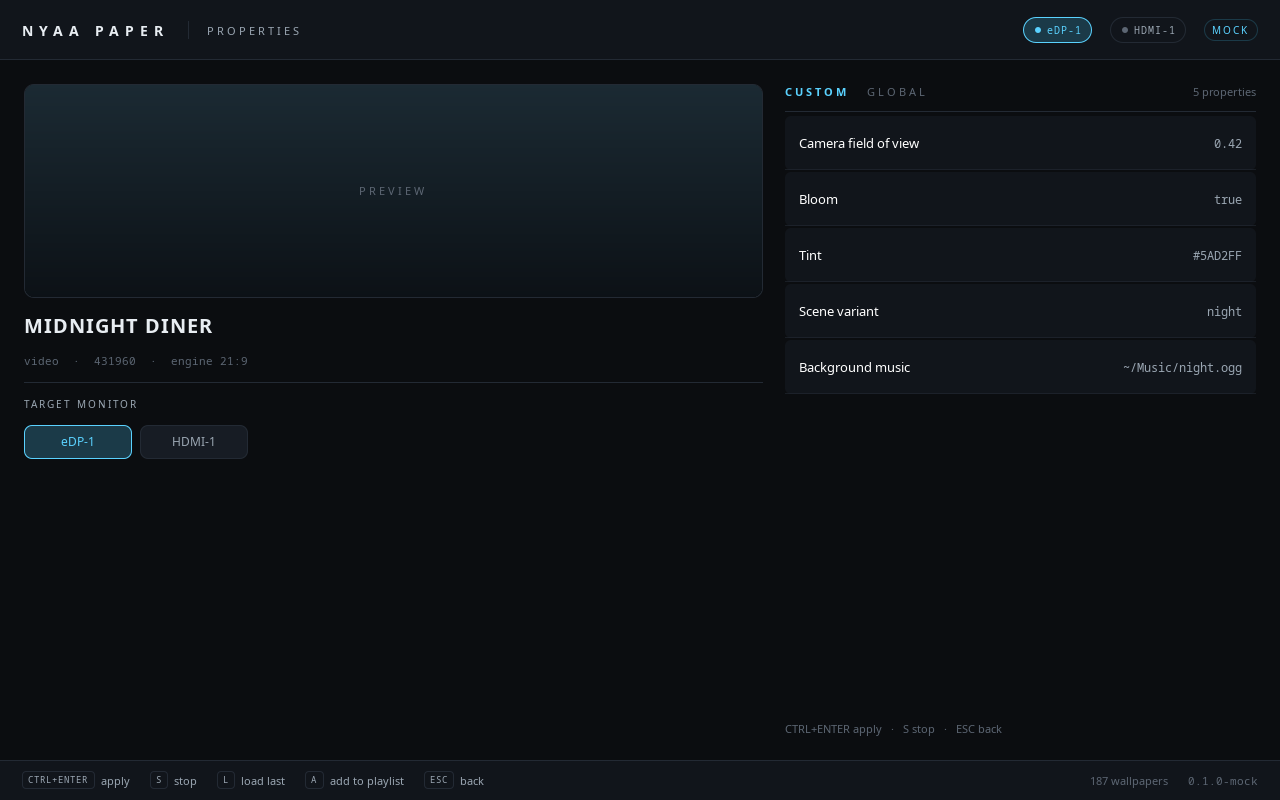 NYAA PAPER PROPERTIES eDP-1 HDMI-1 MOCK
PREVIEW
MIDNIGHT DINER
video · 431960 · engine 21:9
TARGET MONITOR
eDP-1 HDMI-1
CUSTOM GLOBAL 5 properties
Camera field of view 0.42
Bloom true
Tint #5AD2FF
Scene variant night
Background music ~/Music/night.ogg
CTRL+ENTER apply · S stop · ESC back
CTRL+ENTER apply S stop L load last A add to playlist ESC back 187 wallpapers 0.1.0-mock